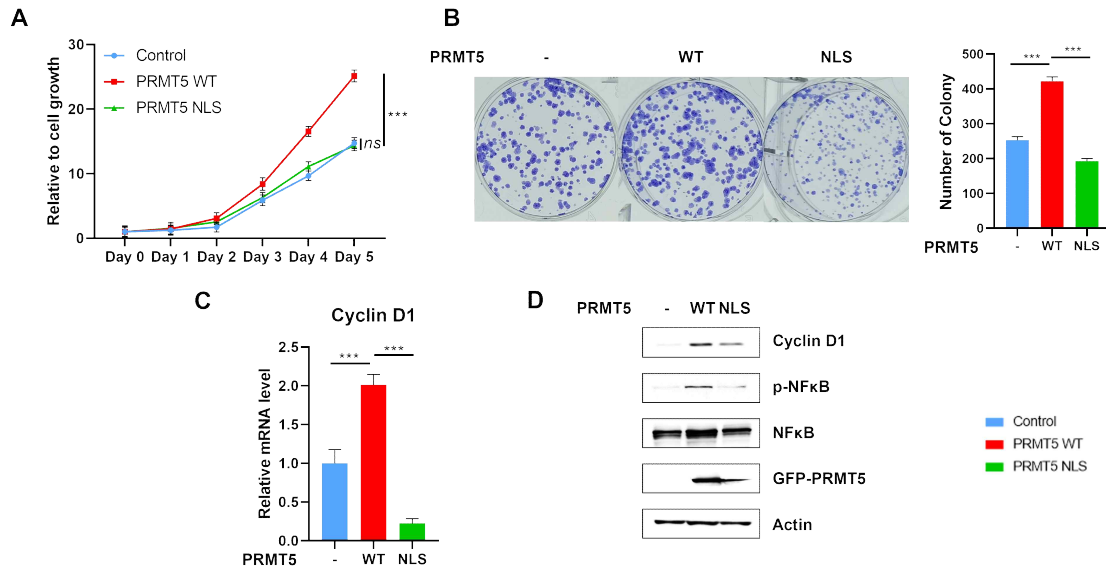 A
Relative to cell growth
30
20
10
0
Control
PRMT5 WT
PRMT5 NLS
***
ns
Day 0 Day 1 Day 2 Day 3 Day 4 Day 5
B
PRMT5 - WT NLS
Number of Colony
500
400
300
200
100
0
*** ***
PRMT5 - WT NLS
C
Cyclin D1
Relative mRNA level
2.5
2.0
1.5
1.0
0.5
0.0
*** ***
PRMT5 - WT NLS
D
PRMT5 - WT NLS
Cyclin D1
p-NFκB
NFκB
GFP-PRMT5
Actin
Control
PRMT5 WT
PRMT5 NLS